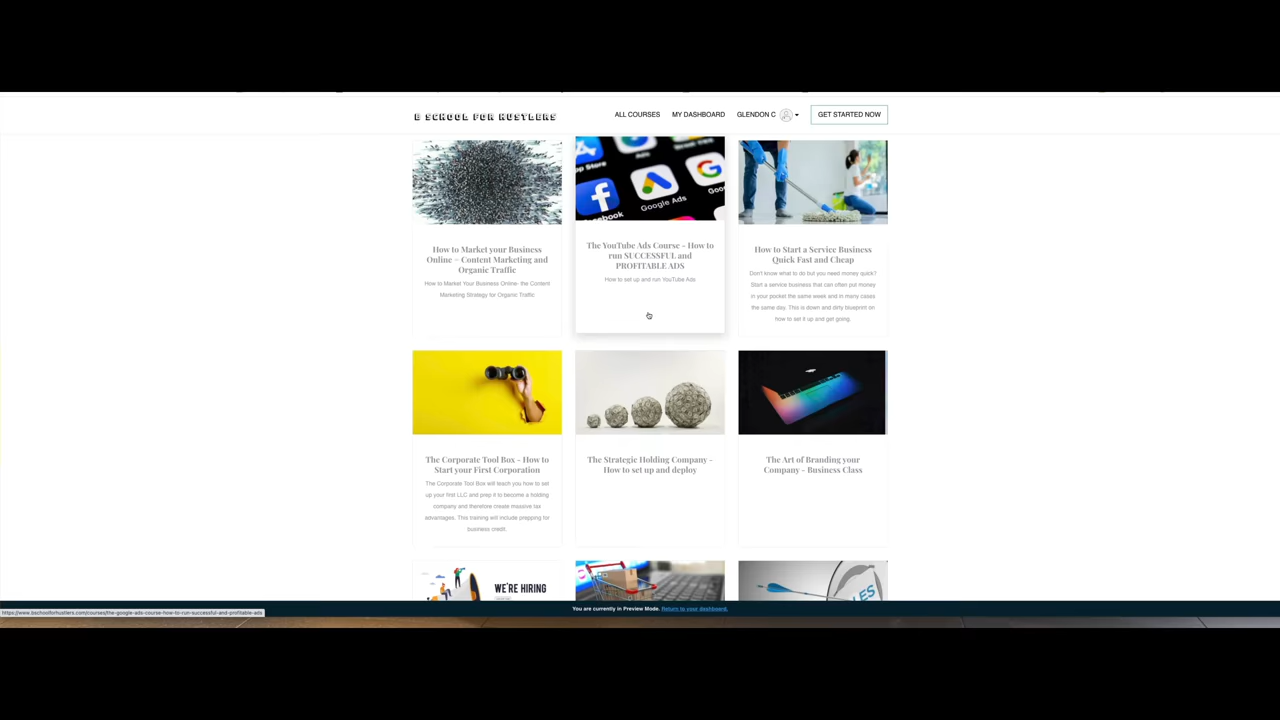 B SCHOOL FOR HUSTLERS
ALL COURSES
MY DASHBOARD
GLENDON C
GET STARTED NOW
App Store
Google Ads
Facebook
How to Market your Business
Online – Content Marketing and
Organic Traffic
How to Market Your Business Online- the Content
Marketing Strategy for Organic Traffic
The YouTube Ads Course - How to
run SUCCESSFUL and
PROFITABLE ADS
How to set up and run YouTube Ads
How to Start a Service Business
Quick Fast and Cheap
Don't know what to do but you need money quick?
Start a service business that can often put money
in your pocket the same week and in many cases
the same day. This is down and dirty blueprint on
how to set it up and get going.
The Corporate Tool Box - How to
Start your First Corporation
The Corporate Tool Box will teach you how to set
up your first LLC and prep it to become a holding
company and therefore create massive tax
advantages. This training will include prepping for
business credit.
The Strategic Holding Company -
How to set up and deploy
The Art of Branding your
Company - Business Class
WE'RE HIRING
You are currently in Preview Mode. Return to your dashboard.
https://www.bschoolforhustlers.com/courses/the-google-ads-course-how-to-run-successful-and-profitable-ads